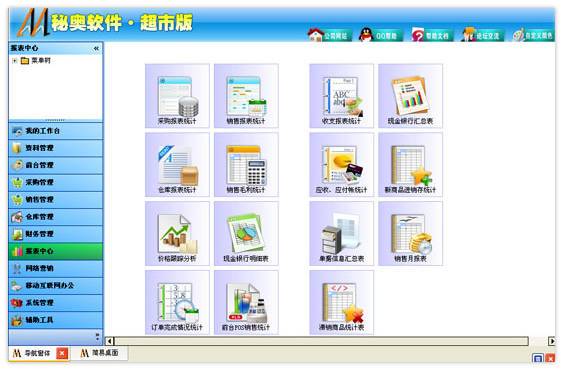 秘奥软件·超市版
公司网站
QQ帮助
帮助文档
论坛交流
自定义颜色
报表中心
菜单树
我的工作台
资料管理
前台管理
采购管理
销售管理
仓库管理
财务管理
报表中心
网络营销
移动互联网办公
系统管理
辅助工具
采购报表统计
销售报表统计
收支报表统计
现金银行汇总表
仓库报表统计
销售毛利统计
应收、应付帐统计
新商品进销存统计
价格跟踪分析
现金银行明细表
单据信息汇总表
销售月报表
订单完成情况统计
前台POS销售统计
滞销商品统计表
导航窗体
简易桌面